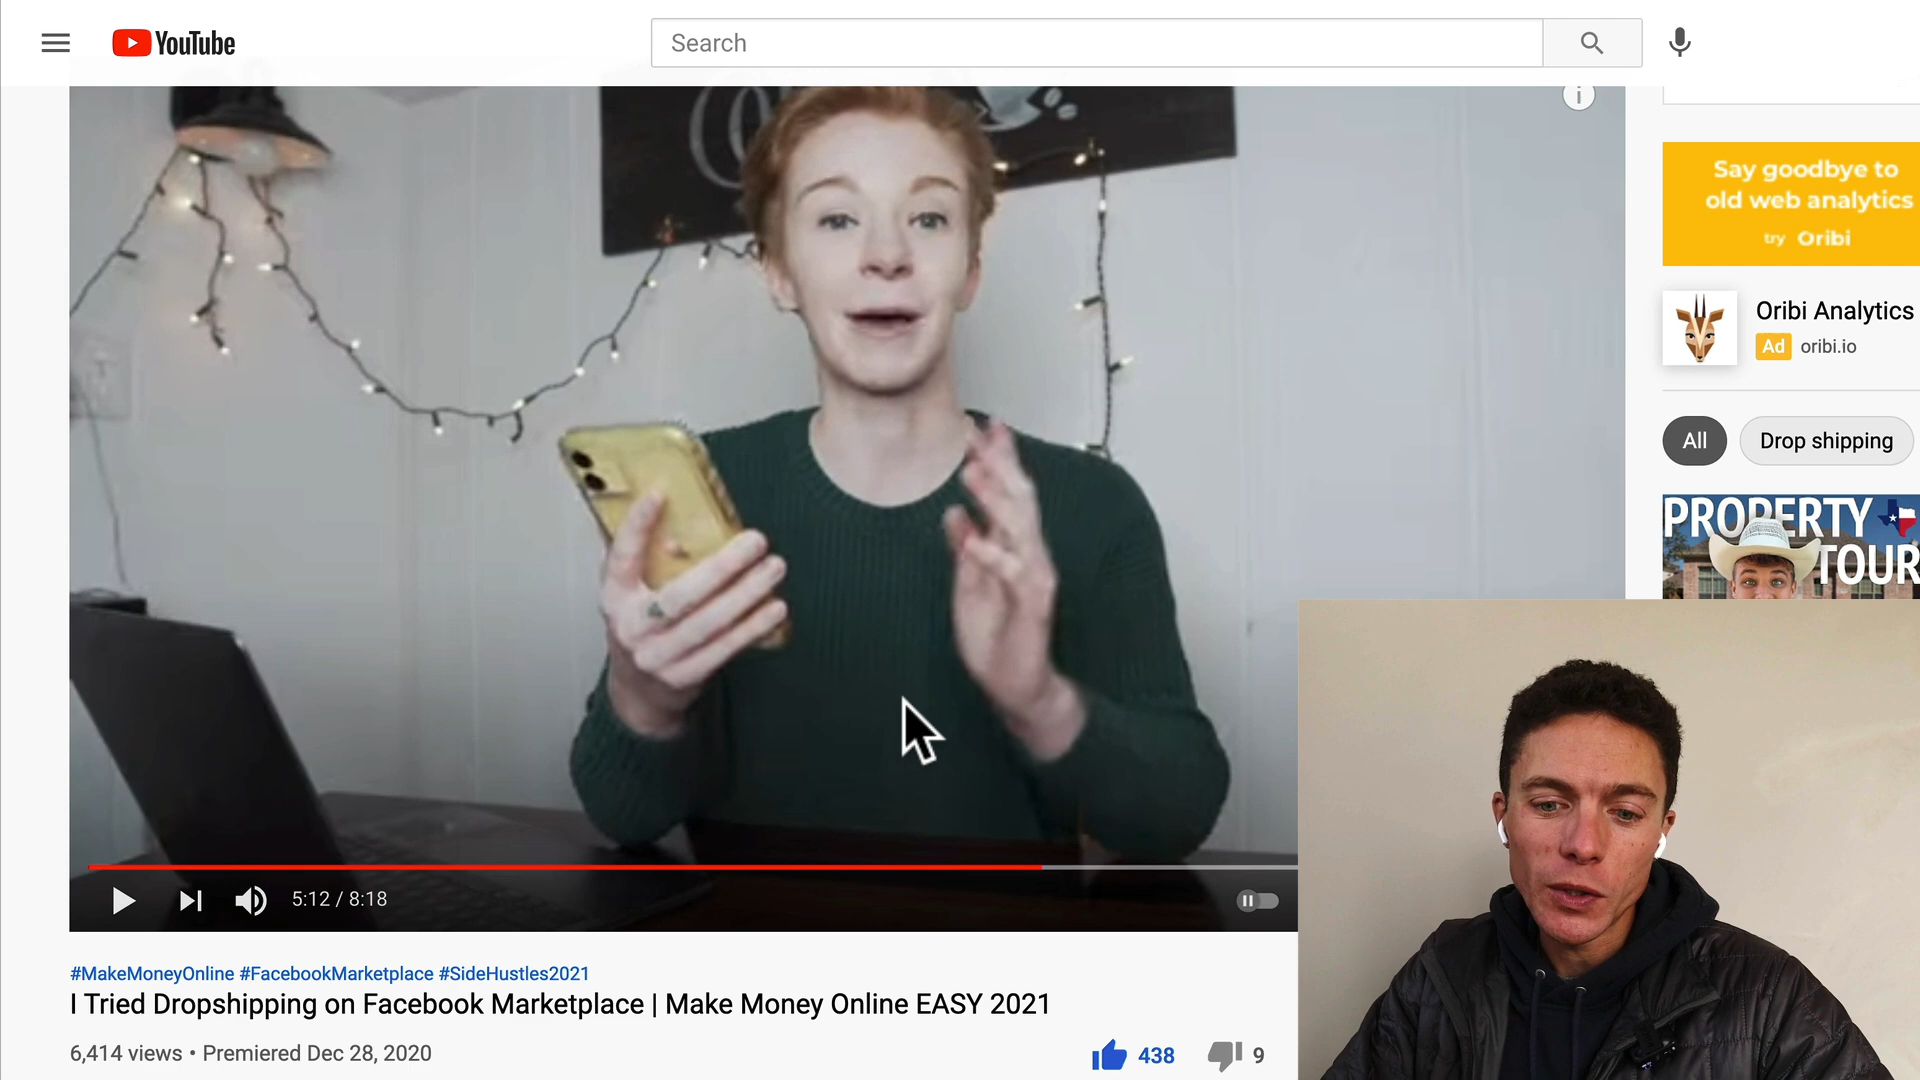 YouTube
Search
Say goodbye to
old web analytics
try Oribi
Oribi Analytics
Ad oribi.io
All
Drop shipping
PROPERTY
TOUR
5:12 / 8:18
#MakeMoneyOnline #FacebookMarketplace #SideHustles2021
I Tried Dropshipping on Facebook Marketplace | Make Money Online EASY 2021
6,414 views • Premiered Dec 28, 2020
438
9